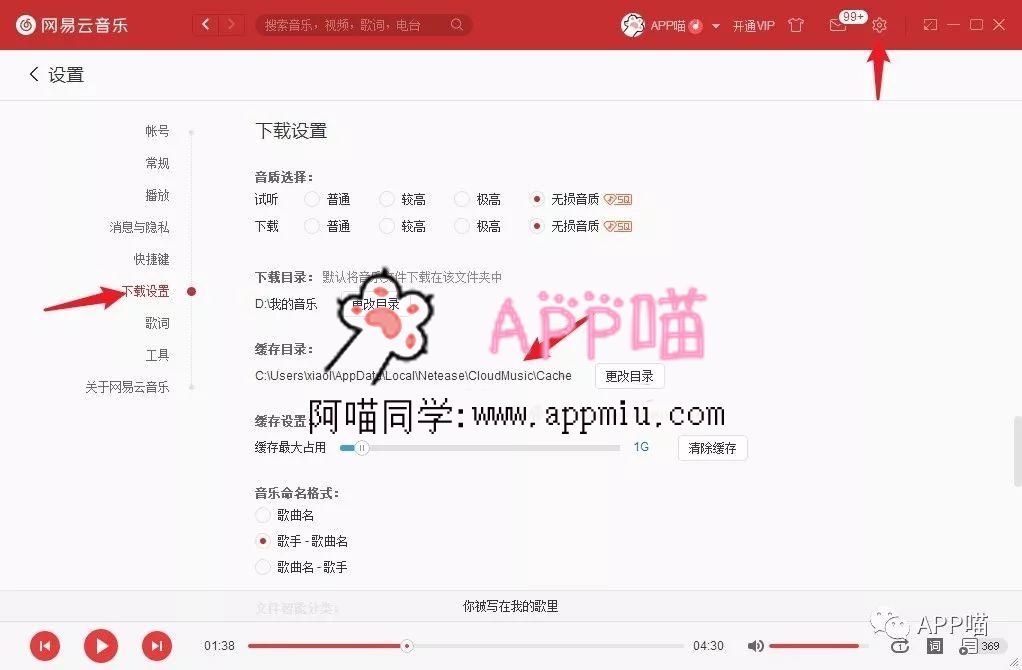 网易云音乐
搜索音乐，视频，歌词，电台
APP喵
开通VIP
99+
设置
帐号
常规
播放
消息与隐私
快捷键
下载设置
歌词
工具
关于网易云音乐
下载设置
音质选择：
试听 普通 较高 极高 无损音质 SQ
下载 普通 较高 极高 无损音质 SQ
下载目录： 默认将音乐文件下载在该文件夹中
D:\我的音乐 更改目录
APP喵
缓存目录：
C:\Users\xiaol\AppData\Local\Netease\CloudMusic\Cache 更改目录
阿喵同学:www.appmiu.com
缓存设置
缓存最大占用 1G 清除缓存
音乐命名格式：
歌曲名
歌手 - 歌曲名
歌曲名 - 歌手
文件智能分类：
你被写在我的歌里
APP喵
01:38 04:30 1 词 369